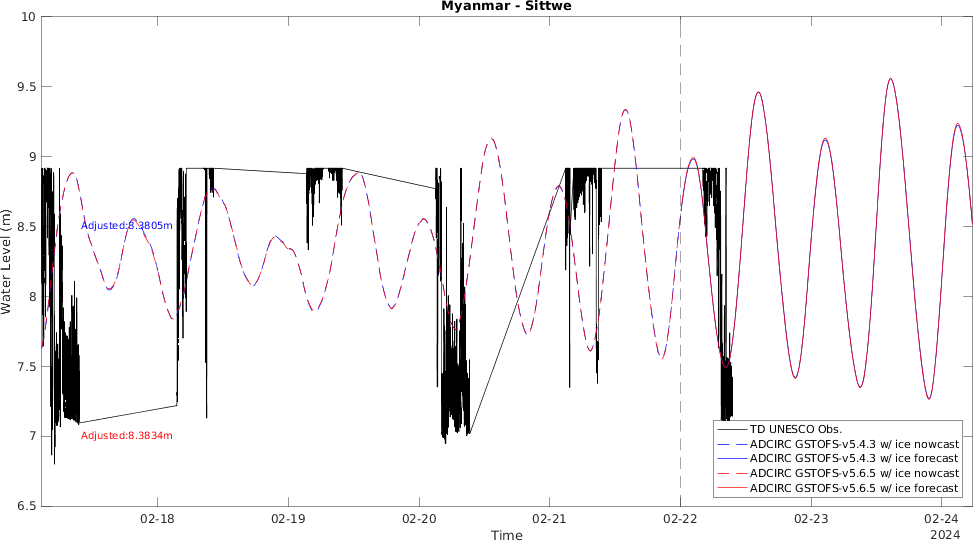 Myanmar - Sittwe
10
9.5
9
8.5
8
7.5
7
6.5
Water Level (m)
Adjusted:8.3805m
Adjusted:8.3834m
TD UNESCO Obs.
ADCIRC GSTOFS-v5.4.3 w/ ice nowcast
ADCIRC GSTOFS-v5.4.3 w/ ice forecast
ADCIRC GSTOFS-v5.6.5 w/ ice nowcast
ADCIRC GSTOFS-v5.6.5 w/ ice forecast
02-18 02-19 02-20 02-21 02-22 02-23 02-24
Time
2024